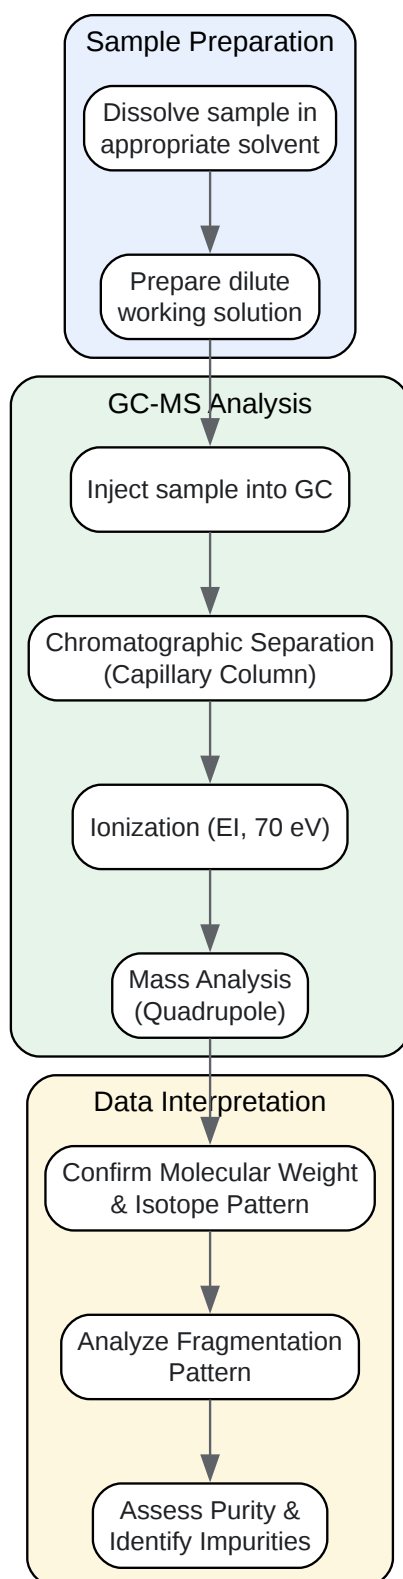 Sample Preparation
Dissolve sample in
appropriate solvent
Prepare dilute
working solution
GC-MS Analysis
Inject sample into GC
Chromatographic Separation
(Capillary Column)
Ionization (EI, 70 eV)
Mass Analysis
(Quadrupole)
Data Interpretation
Confirm Molecular Weight
& Isotope Pattern
Analyze Fragmentation
Pattern
Assess Purity &
Identify Impurities